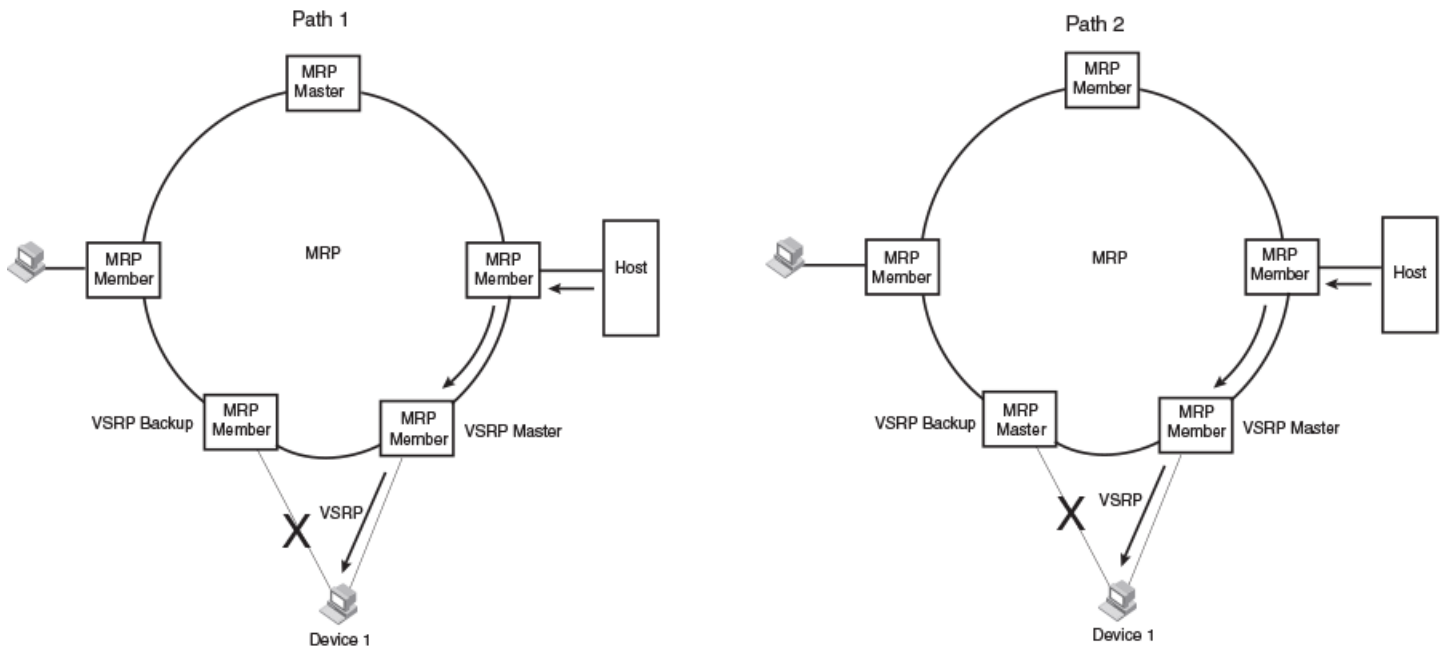 Path 1
MRP
Master
MRP
Member
MRP
MRP
Member
Host
VSRP Backup
MRP
Member
MRP
Member
VSRP Master
VSRP
X
Device 1
Path 2
MRP
Member
MRP
Member
MRP
MRP
Member
Host
VSRP Backup
MRP
Master
MRP
Member
VSRP Master
VSRP
X
Device 1